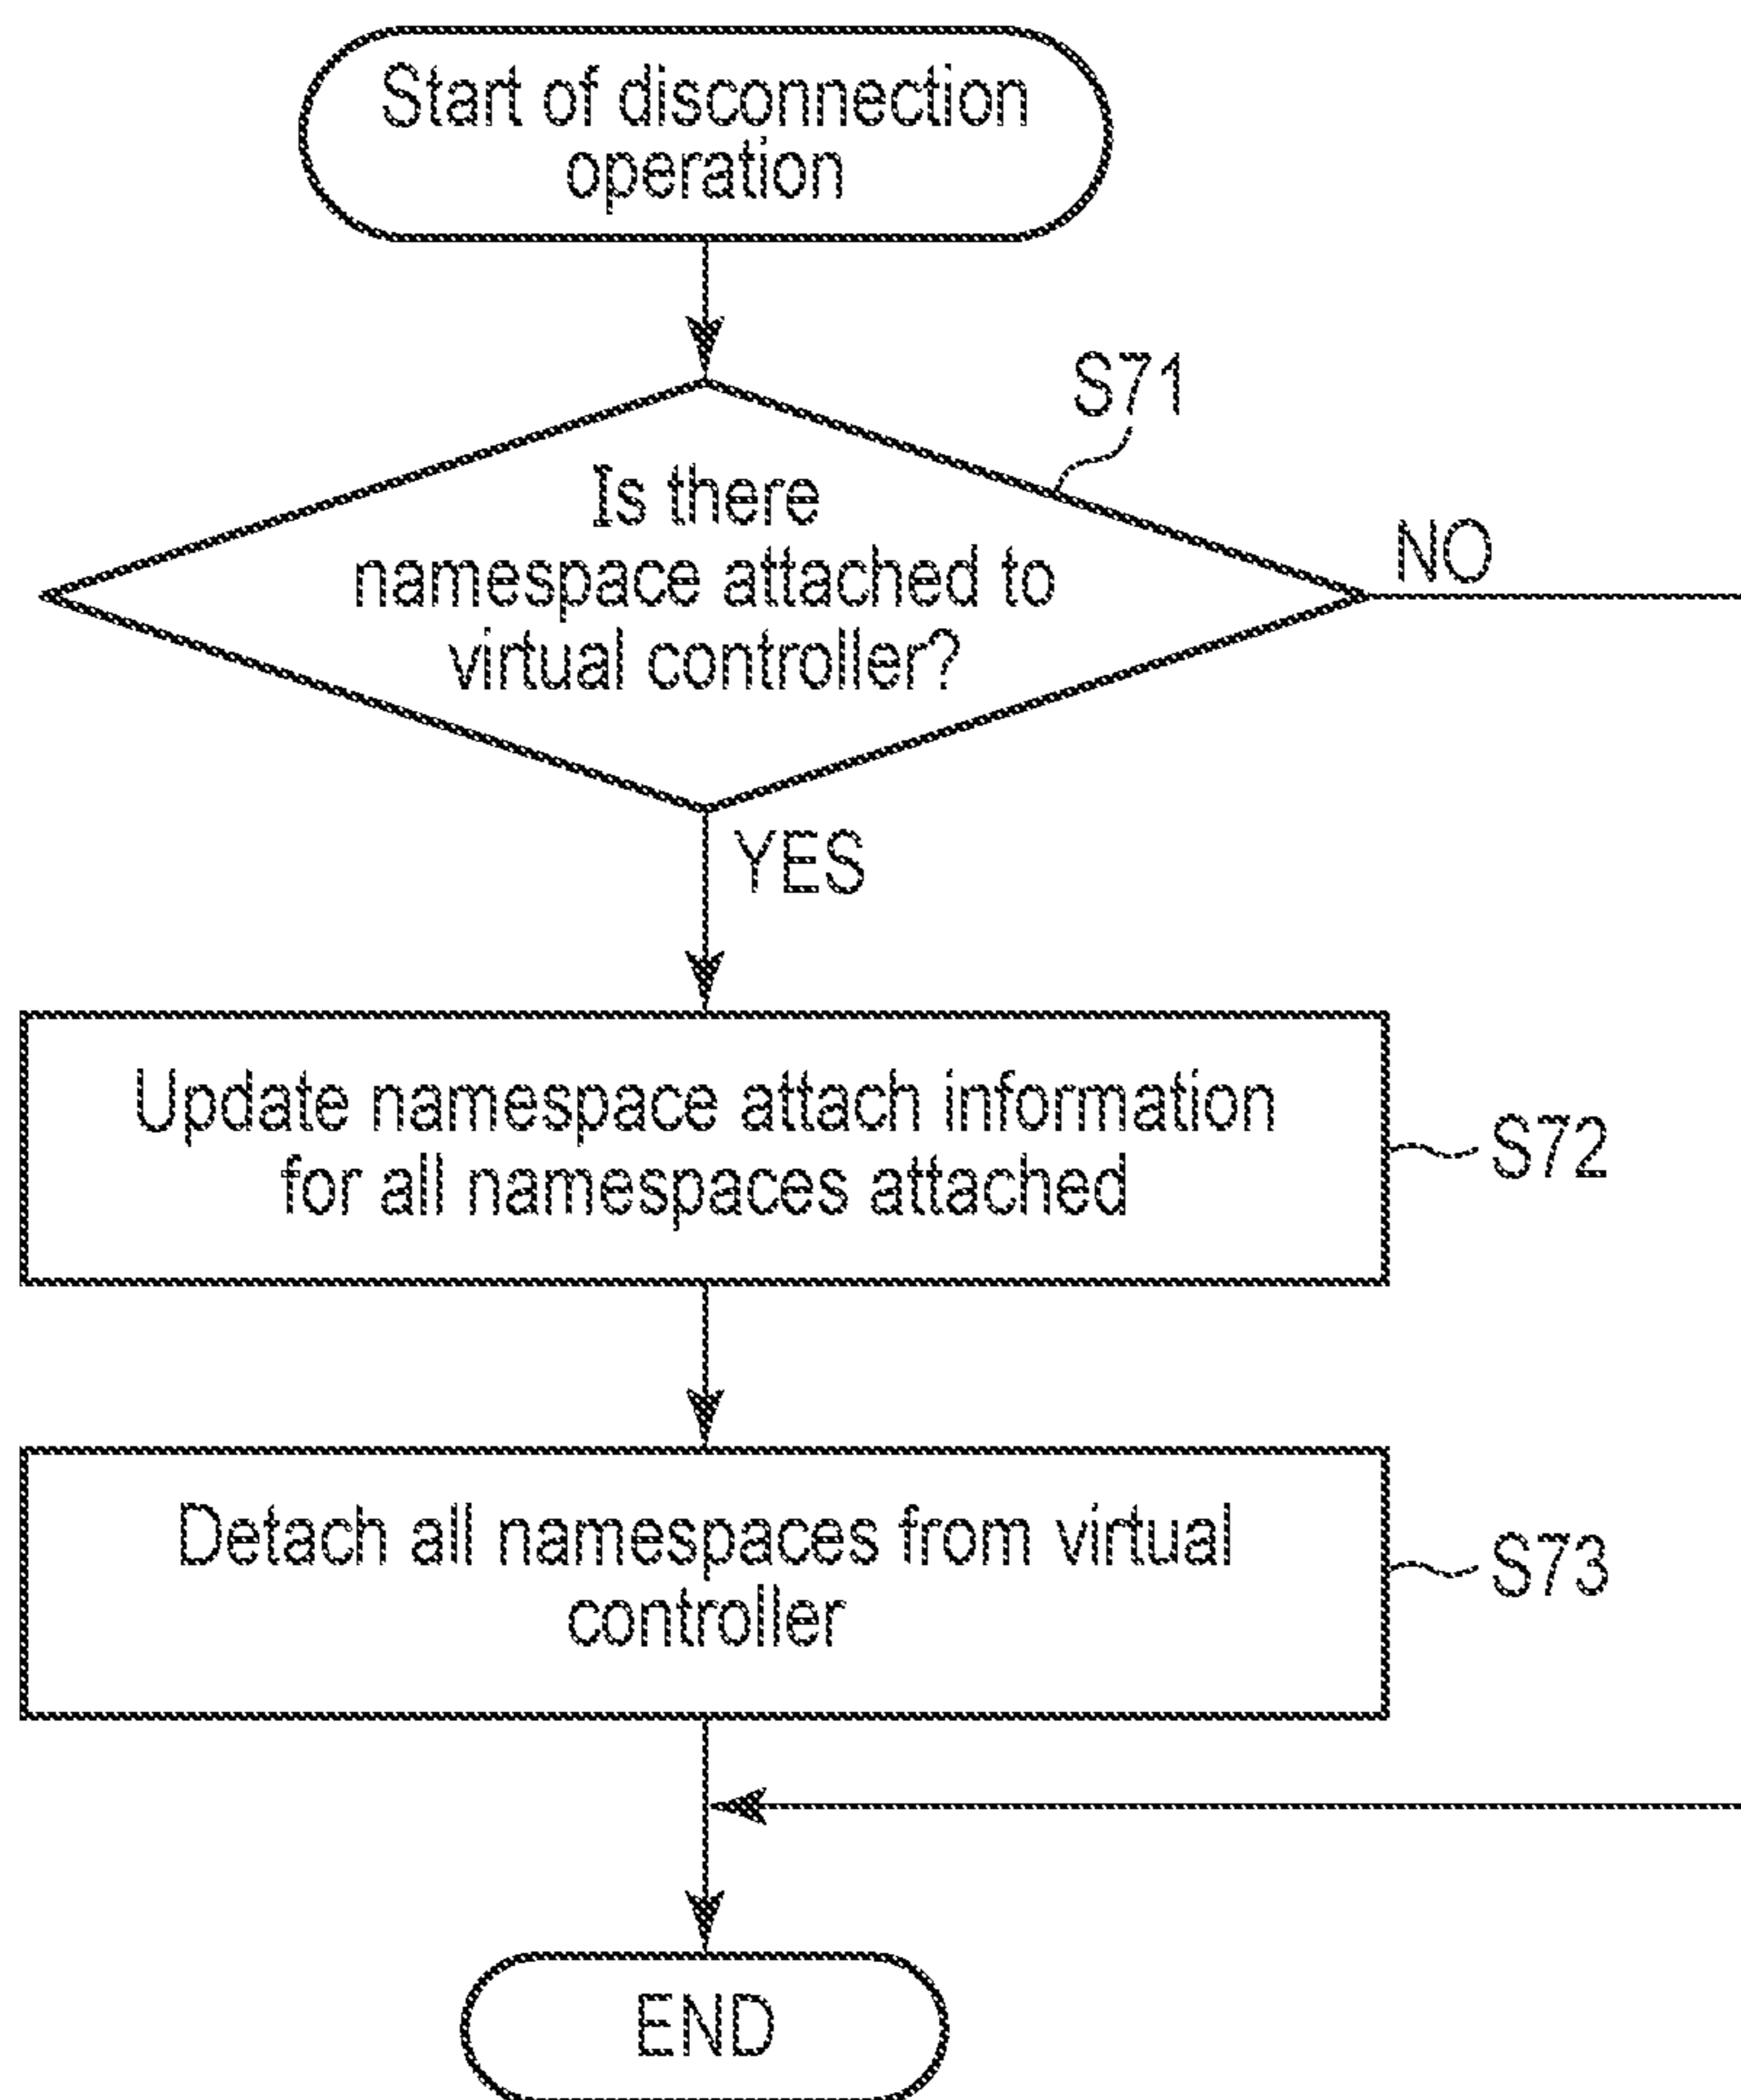 Start of disconnection
operation
S71
Is there
namespace attached to
virtual controller?
NO
YES
Update namespace attach information
for all namespaces attached
S72
Detach all namespaces from virtual
controller
S73
END